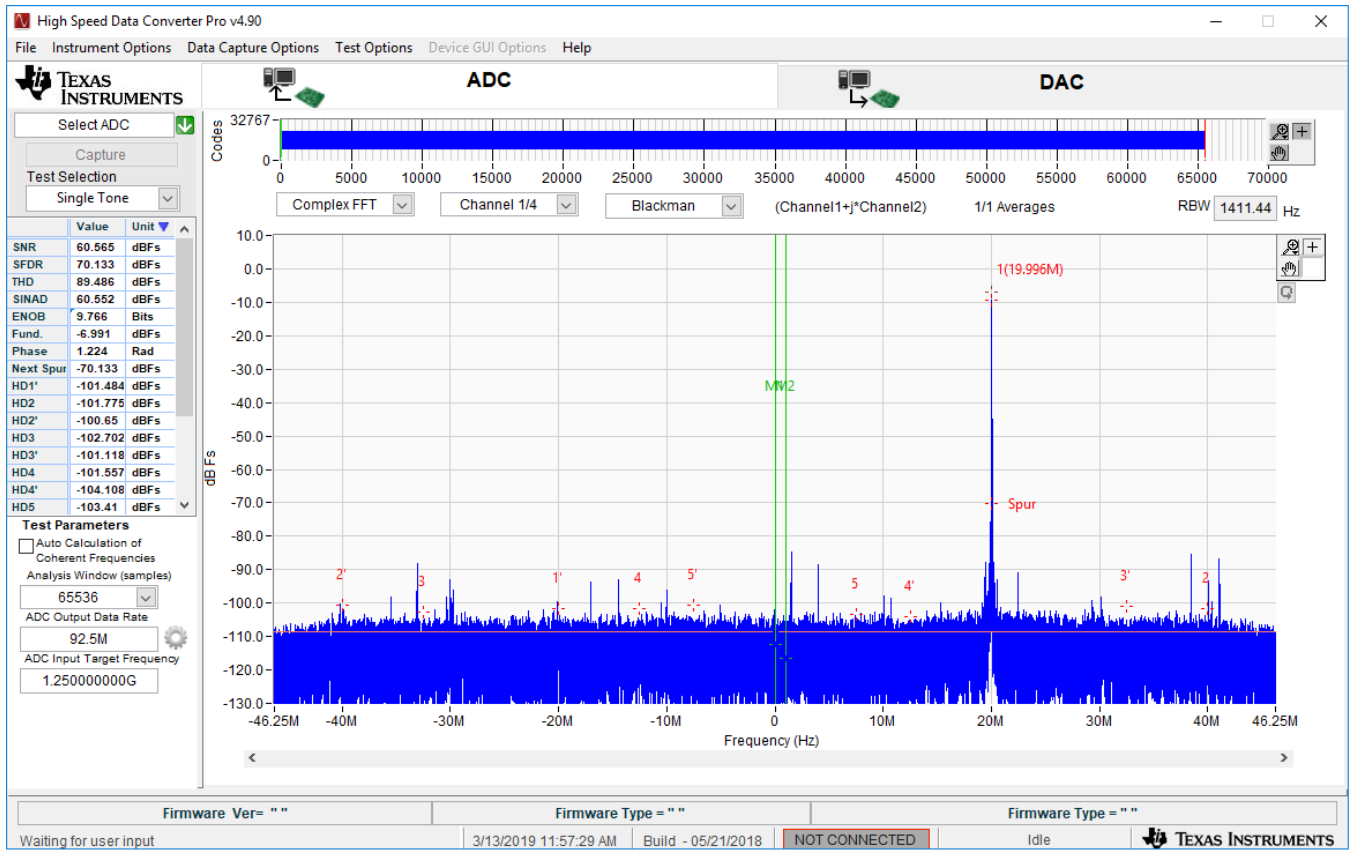 High Speed Data Converter Pro v4.90
File Instrument Options Data Capture Options Test Options Device GUI Options Help
TEXAS INSTRUMENTS
ADC
DAC
Select ADC
Capture
Test Selection
Single Tone
Value Unit
SNR 60.565 dBFs
SFDR 70.133 dBFs
THD 89.486 dBFs
SINAD 60.552 dBFs
ENOB 9.766 Bits
Fund. -6.991 dBFs
Phase 1.224 Rad
Next Spur -70.133 dBFs
HD1' -101.484 dBFs
HD2 -101.775 dBFs
HD2' -100.65 dBFs
HD3 -102.702 dBFs
HD3' -101.118 dBFs
HD4 -101.557 dBFs
HD4' -104.108 dBFs
HD5 -103.41 dBFs
Test Parameters
Auto Calculation of
Coherent Frequencies
Analysis Window (samples)
65536
ADC Output Data Rate
92.5M
ADC Input Target Frequency
1.250000000G
Codes
32767
0
0 5000 10000 15000 20000 25000 30000 35000 40000 45000 50000 55000 60000 65000 70000
Complex FFT Channel 1/4 Blackman (Channel1+j*Channel2) 1/1 Averages RBW 1411.44 Hz
10.0
0.0
-10.0
-20.0
-30.0
-40.0
-50.0
-60.0
-70.0
-80.0
-90.0
-100.0
-110.0
-120.0
-130.0
dB Fs
1(19.996M)
Spur
2' 3 1' 4 5' 5 4' 3' 2
-46.25M -40M -30M -20M -10M 0 10M 20M 30M 40M 46.25M
Frequency (Hz)
Firmware Ver= " " Firmware Type = " " Firmware Type = " "
Waiting for user input 3/13/2019 11:57:29 AM Build - 05/21/2018 NOT CONNECTED Idle TEXAS INSTRUMENTS